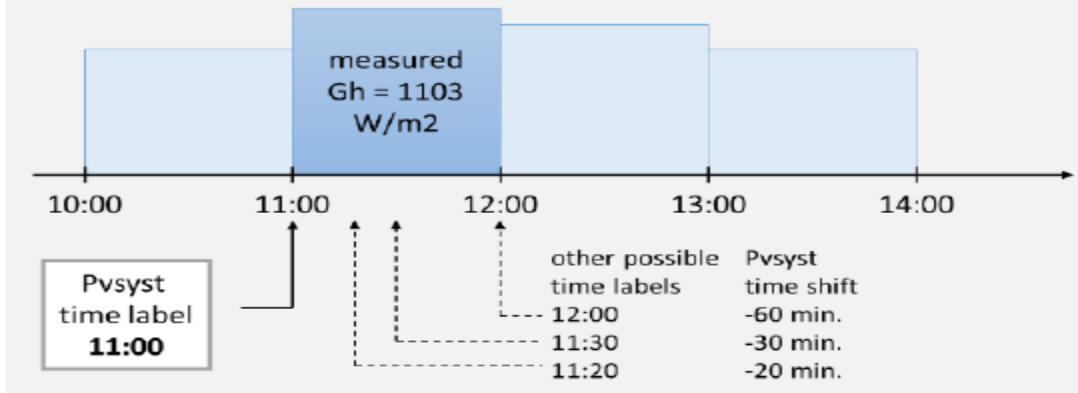 measured
Gh = 1103
W/m2
10:00 11:00 12:00 13:00 14:00
Pvsyst
time label
11:00
other possible Pvsyst
time labels time shift
12:00 -60 min.
11:30 -30 min.
11:20 -20 min.